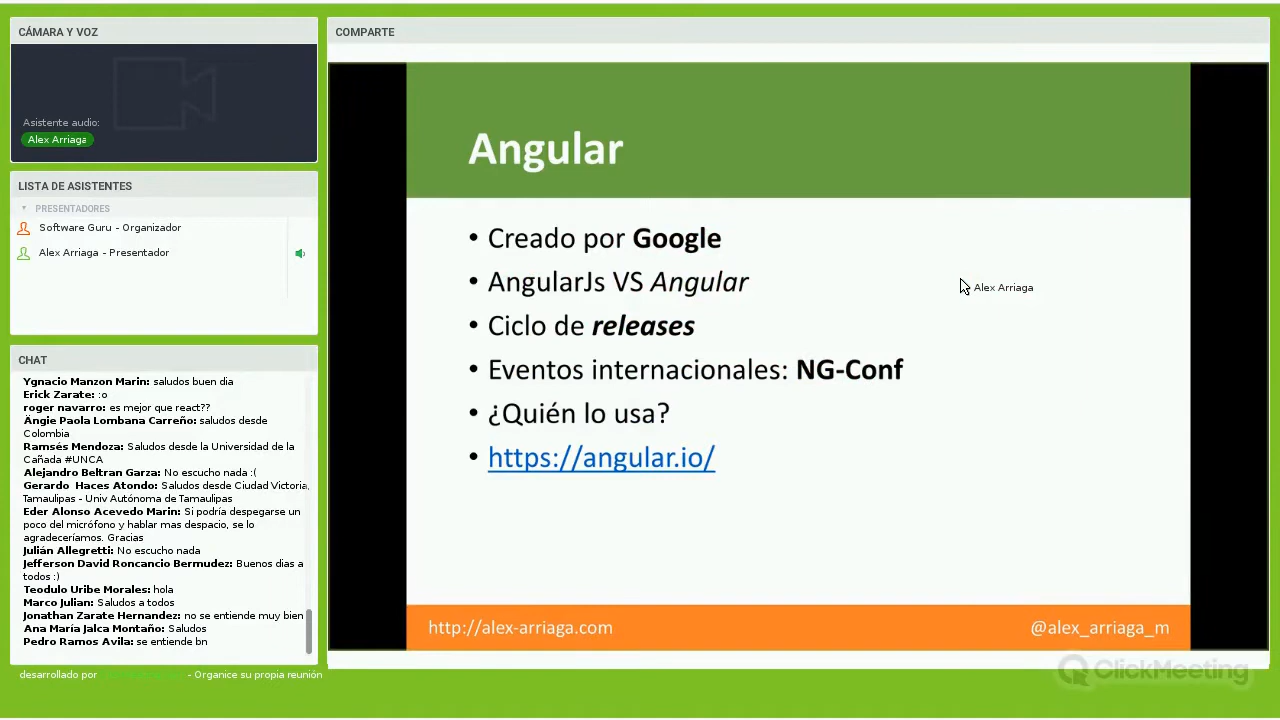 CÁMARA Y VOZ
Asistente audio:
Alex Arriaga
LISTA DE ASISTENTES
PRESENTADORES
Software Guru - Organizador
Alex Arriaga - Presentador
CHAT
Ygnacio Manzon Marin: saludos buen dia
Erick Zarate: :o
roger navarro: es mejor que react??
Ängie Paola Lombana Carreño: saludos desde
Colombia
Ramsés Mendoza: Saludos desde la Universidad de la
Cañada #UNCA
Alejandro Beltran Garza: No escucho nada :(
Gerardo Haces Atondo: Saludos desde Ciudad Victoria,
Tamaulipas - Univ Autónoma de Tamaulipas
Eder Alonso Acevedo Marin: Si podría despegarse un
poco del micrófono y hablar mas despacio, se lo
agradeceríamos. Gracias
Julián Allegretti: No escucho nada
Jefferson David Roncancio Bermudez: Buenos dias a
todos :)
Teodulo Uribe Morales: hola
Marco Julian: Saludos a todos
Jonathan Zarate Hernandez: no se entiende muy bien
Ana María Jalca Montaño: Saludos
Pedro Ramos Avila: se entiende bn
desarrollado por - Organice su propia reunión
COMPARTE
Angular
• Creado por Google
• AngularJs VS Angular
• Ciclo de releases
• Eventos internacionales: NG-Conf
• ¿Quién lo usa?
• https://angular.io/
Alex Arriaga
http://alex-arriaga.com
@alex_arriaga_m
ClickMeeting